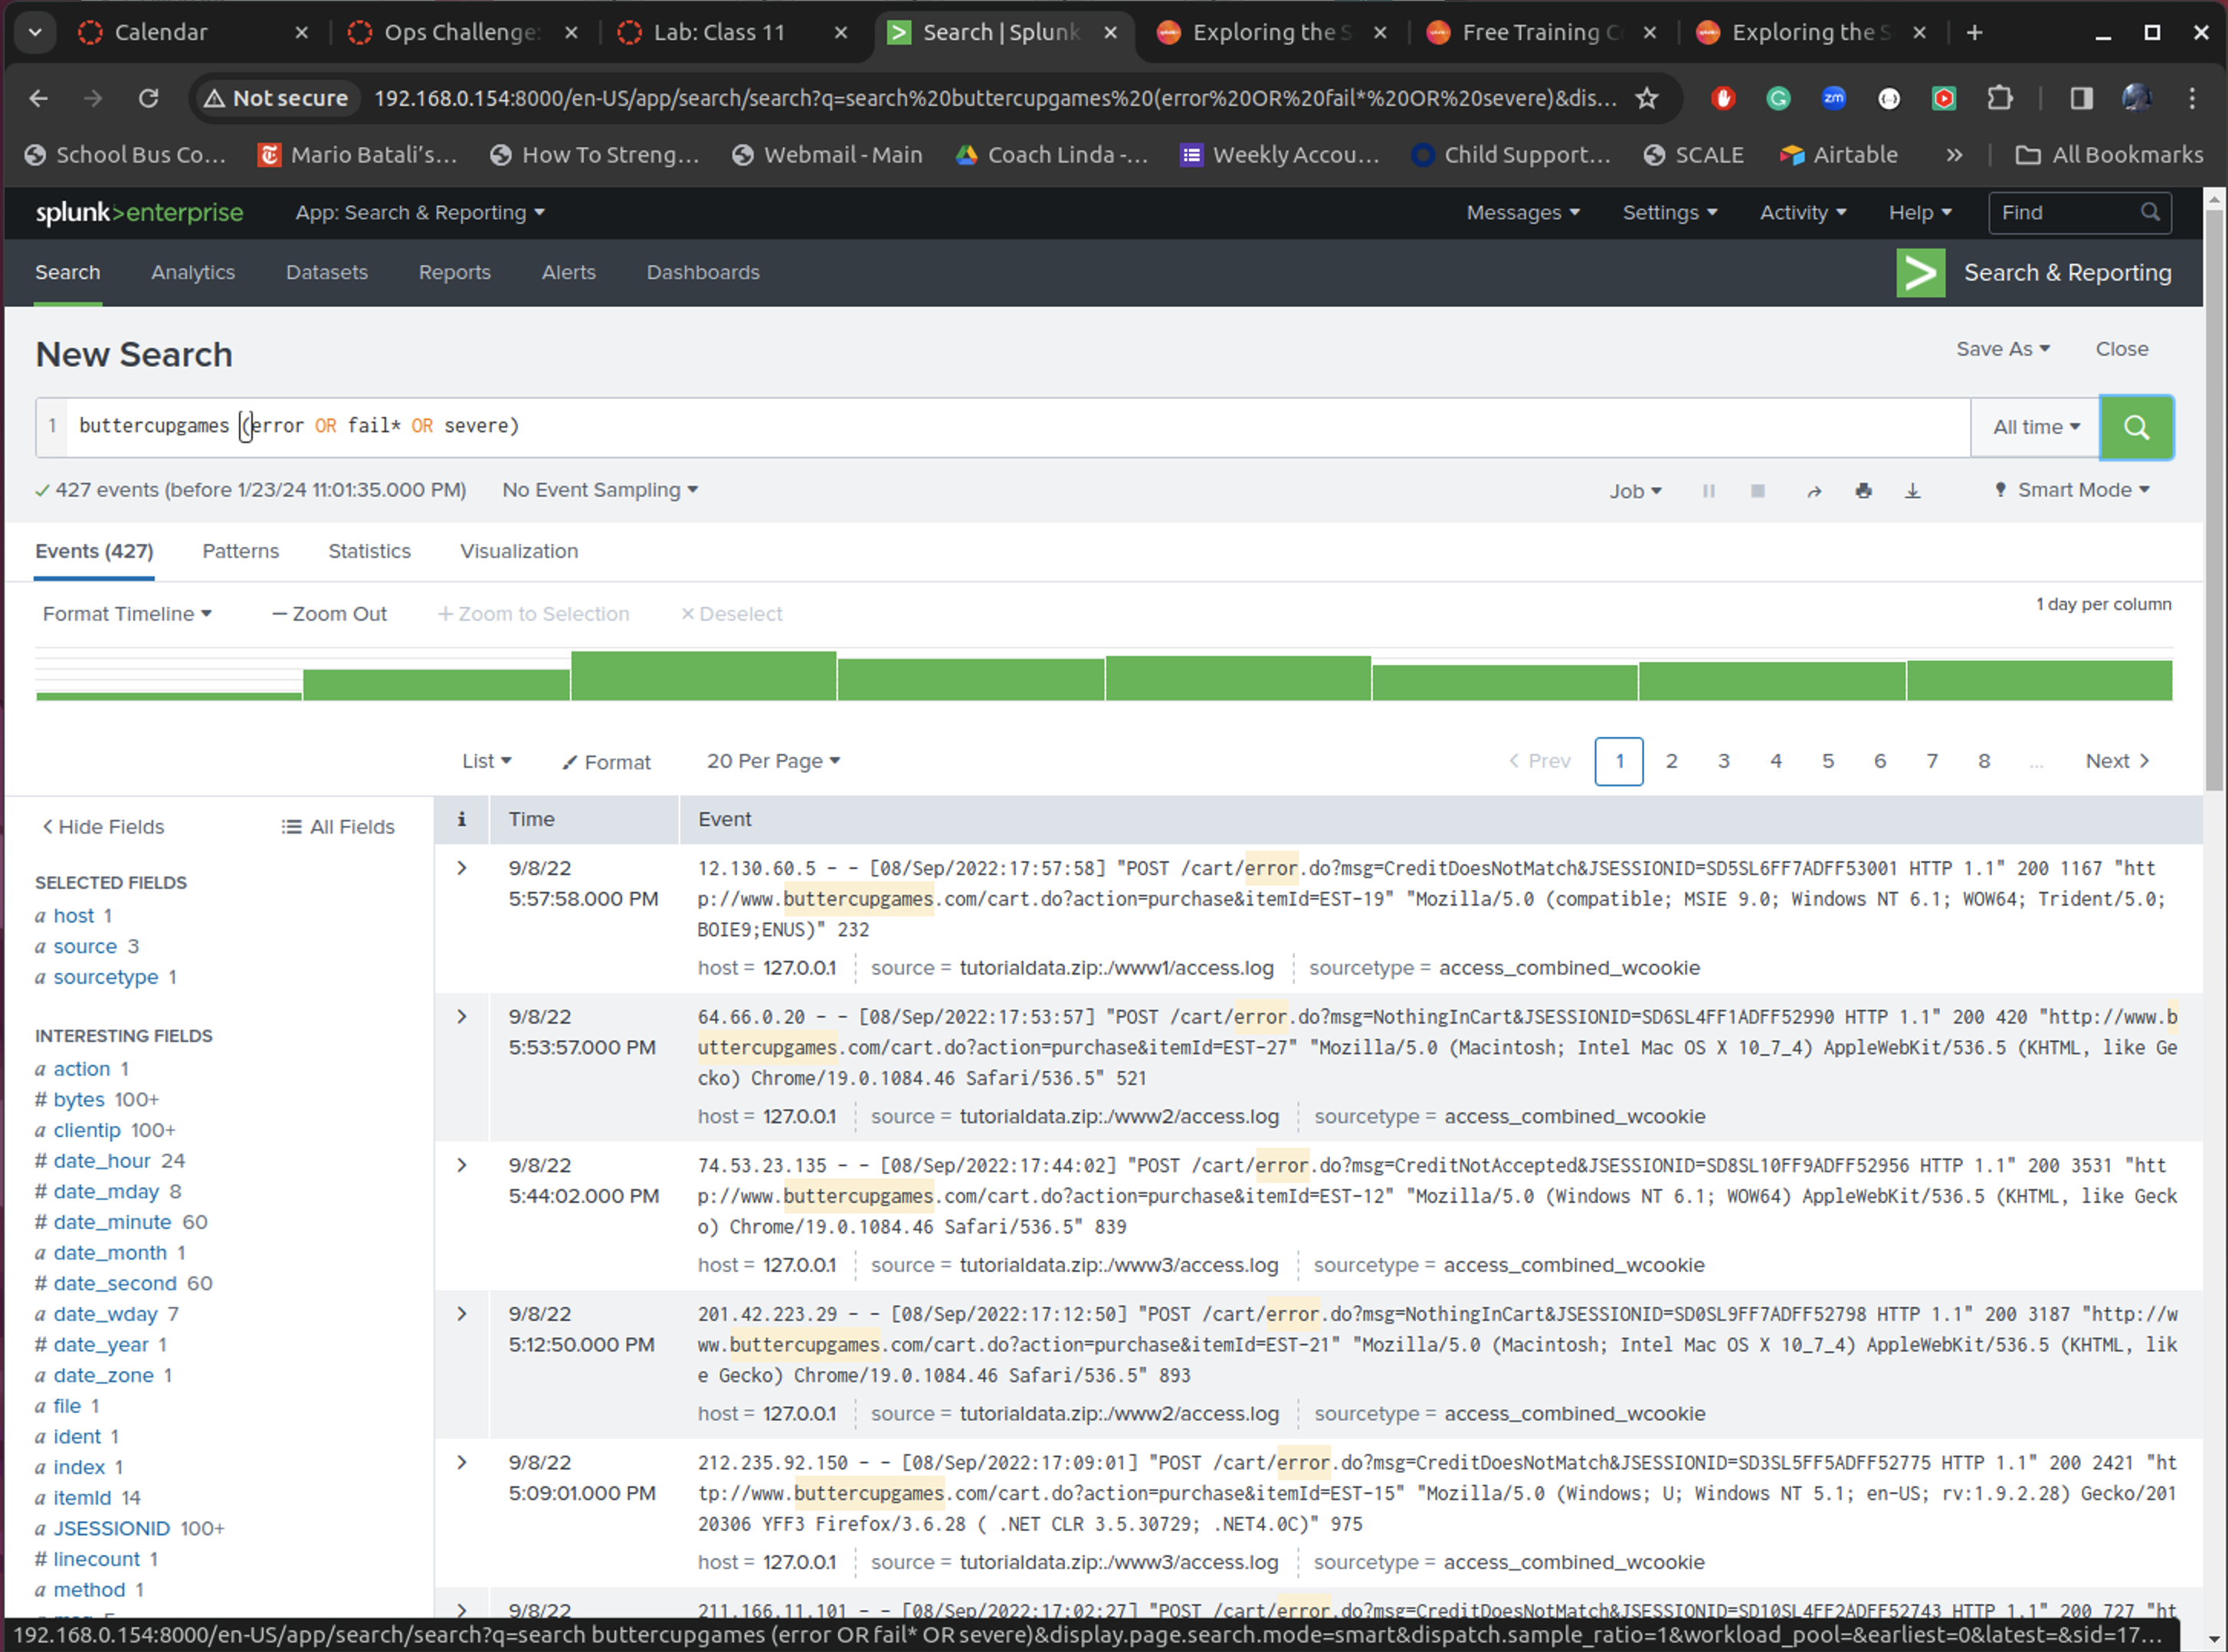 Calendar
Ops Challenge:
Lab: Class 11
Search | Splunk
Exploring the S
Free Training C
Exploring the S
Not secure
192.168.0.154:8000/en-US/app/search/search?q=search%20buttercupgames%20(error%20OR%20fail*%20OR%20severe)&dis...
School Bus Co...
Mario Batali's...
How To Streng...
Webmail - Main
Coach Linda -...
Weekly Accou...
Child Support...
SCALE
Airtable
»
All Bookmarks
splunk>enterprise
App: Search & Reporting
Messages
Settings
Activity
Help
Find
Search
Analytics
Datasets
Reports
Alerts
Dashboards
Search & Reporting
New Search
Save As
Close
1 buttercupgames (error OR fail* OR severe)
All time
427 events (before 1/23/24 11:01:35.000 PM)
No Event Sampling
Job
Smart Mode
Events (427)
Patterns
Statistics
Visualization
Format Timeline
— Zoom Out
+ Zoom to Selection
× Deselect
1 day per column
List
Format
20 Per Page
< Prev
1
2
3
4
5
6
7
8
...
Next >
< Hide Fields
All Fields
SELECTED FIELDS
a host 1
a source 3
a sourcetype 1
INTERESTING FIELDS
a action 1
# bytes 100+
a clientip 100+
# date_hour 24
# date_mday 8
# date_minute 60
a date_month 1
# date_second 60
a date_wday 7
# date_year 1
a date_zone 1
a file 1
a ident 1
a index 1
a itemId 14
a JSESSIONID 100+
# linecount 1
a method 1
i
Time
Event
9/8/22
5:57:58.000 PM
12.130.60.5 - - [08/Sep/2022:17:57:58] "POST /cart/error.do?msg=CreditDoesNotMatch&JSESSIONID=SD5SL6FF7ADFF53001 HTTP 1.1" 200 1167 "htt
p://www.buttercupgames.com/cart.do?action=purchase&itemId=EST-19" "Mozilla/5.0 (compatible; MSIE 9.0; Windows NT 6.1; WOW64; Trident/5.0;
BOIE9;ENUS)" 232
host = 127.0.0.1 source = tutorialdata.zip:./www1/access.log sourcetype = access_combined_wcookie
9/8/22
5:53:57.000 PM
64.66.0.20 - - [08/Sep/2022:17:53:57] "POST /cart/error.do?msg=NothingInCart&JSESSIONID=SD6SL4FF1ADFF52990 HTTP 1.1" 200 420 "http://www.b
uttercupgames.com/cart.do?action=purchase&itemId=EST-27" "Mozilla/5.0 (Macintosh; Intel Mac OS X 10_7_4) AppleWebKit/536.5 (KHTML, like Ge
cko) Chrome/19.0.1084.46 Safari/536.5" 521
host = 127.0.0.1 source = tutorialdata.zip:./www2/access.log sourcetype = access_combined_wcookie
9/8/22
5:44:02.000 PM
74.53.23.135 - - [08/Sep/2022:17:44:02] "POST /cart/error.do?msg=CreditNotAccepted&JSESSIONID=SD8SL10FF9ADFF52956 HTTP 1.1" 200 3531 "htt
p://www.buttercupgames.com/cart.do?action=purchase&itemId=EST-12" "Mozilla/5.0 (Windows NT 6.1; WOW64) AppleWebKit/536.5 (KHTML, like Geck
o) Chrome/19.0.1084.46 Safari/536.5" 839
host = 127.0.0.1 source = tutorialdata.zip:./www3/access.log sourcetype = access_combined_wcookie
9/8/22
5:12:50.000 PM
201.42.223.29 - - [08/Sep/2022:17:12:50] "POST /cart/error.do?msg=NothingInCart&JSESSIONID=SD0SL9FF7ADFF52798 HTTP 1.1" 200 3187 "http://w
ww.buttercupgames.com/cart.do?action=purchase&itemId=EST-21" "Mozilla/5.0 (Macintosh; Intel Mac OS X 10_7_4) AppleWebKit/536.5 (KHTML, lik
e Gecko) Chrome/19.0.1084.46 Safari/536.5" 893
host = 127.0.0.1 source = tutorialdata.zip:./www2/access.log sourcetype = access_combined_wcookie
9/8/22
5:09:01.000 PM
212.235.92.150 - - [08/Sep/2022:17:09:01] "POST /cart/error.do?msg=CreditDoesNotMatch&JSESSIONID=SD3SL5FF5ADFF52775 HTTP 1.1" 200 2421 "ht
tp://www.buttercupgames.com/cart.do?action=purchase&itemId=EST-15" "Mozilla/5.0 (Windows; U; Windows NT 5.1; en-US; rv:1.9.2.28) Gecko/201
20306 YFF3 Firefox/3.6.28 ( .NET CLR 3.5.30729; .NET4.0C)" 975
host = 127.0.0.1 source = tutorialdata.zip:./www3/access.log sourcetype = access_combined_wcookie
9/8/22
211.166.11.101 - - [08/Sep/2022:17:02:27] "POST /cart/error.do?msg=CreditDoesNotMatch&JSESSIONID=SD10SL4FF2ADFF52743 HTTP 1.1" 200 727 "ht
192.168.0.154:8000/en-US/app/search/search?q=search buttercupgames (error OR fail* OR severe)&display.page.search.mode=smart&dispatch.sample_ratio=1&workload_pool=&earliest=0&latest=&sid=17...